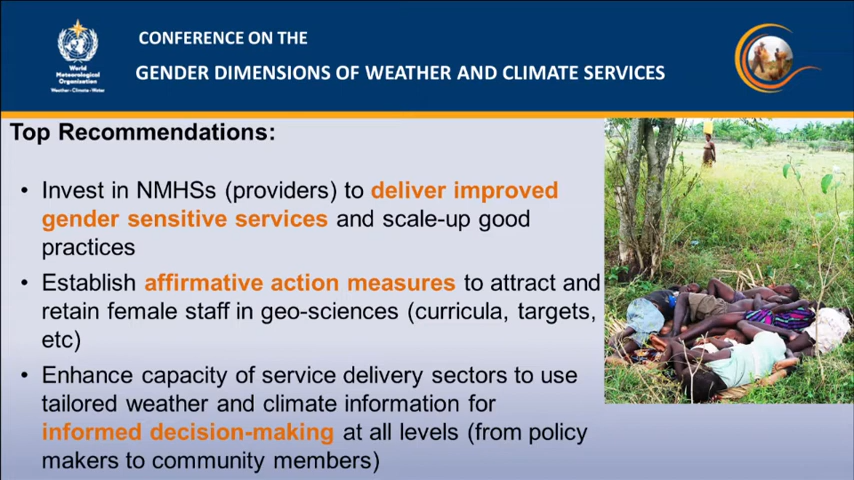 World
Meteorological
Organization
Weather • Climate • Water
CONFERENCE ON THE
GENDER DIMENSIONS OF WEATHER AND CLIMATE SERVICES
Top Recommendations:
• Invest in NMHSs (providers) to deliver improved
gender sensitive services and scale-up good
practices
• Establish affirmative action measures to attract and
retain female staff in geo-sciences (curricula, targets,
etc)
• Enhance capacity of service delivery sectors to use
tailored weather and climate information for
informed decision-making at all levels (from policy
makers to community members)